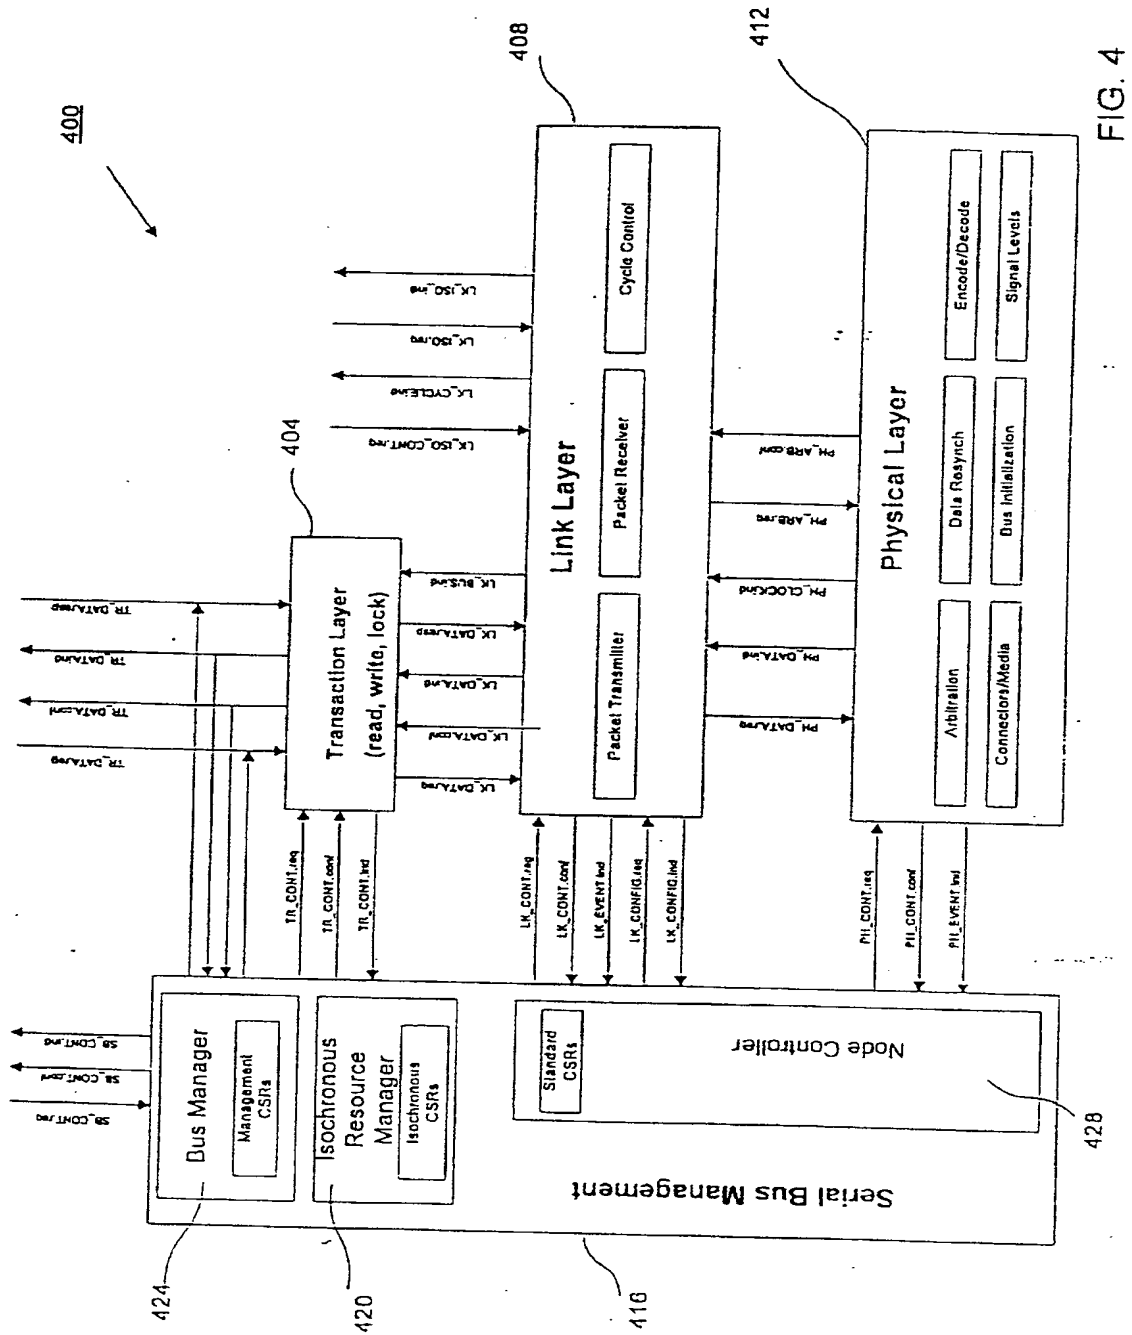 400
SB_CONT.req
SB_CONT.conf
SB_CONT.ind
TR_DATA.req
TR_DATA.conf
TR_DATA.ind
TR_DATA.resp
424
Bus Manager
Management
CSRs
420
Isochronous
Resource
Manager
Isochronous
CSRs
TR_CONT.req
TR_CONT.conf
TR_CONT.ind
404
Transaction Layer
(read, write, lock)
LK_DATA.req
LK_DATA.conf
LK_DATA.ind
LK_DATA.resp
LK_BUS.ind
LK_ISO_CONT.req
LK_CYCLE.ind
LK_ISO.req
LK_ISO_ind
408
Link Layer
Packet Transmitter
Packet Receiver
Cycle Control
LK_CONT.req
LK_CONT.conf
LK_EVENT.ind
LK_CONFIG.req
LK_CONFIG.ind
416
Serial Bus Management
Standard
CSRs
Node Controller
428
PH_DATA.req
PH_DATA.ind
PH_CLOCK.ind
PH_ARB.req
PH_ARB.conf
412
Physical Layer
Arbitration
Data Resynch
Encode/Decode
Connectors/Media
Bus Initialization
Signal Levels
PH_CONT.req
PH_CONT.conf
PH_EVENT.ind
FIG. 4